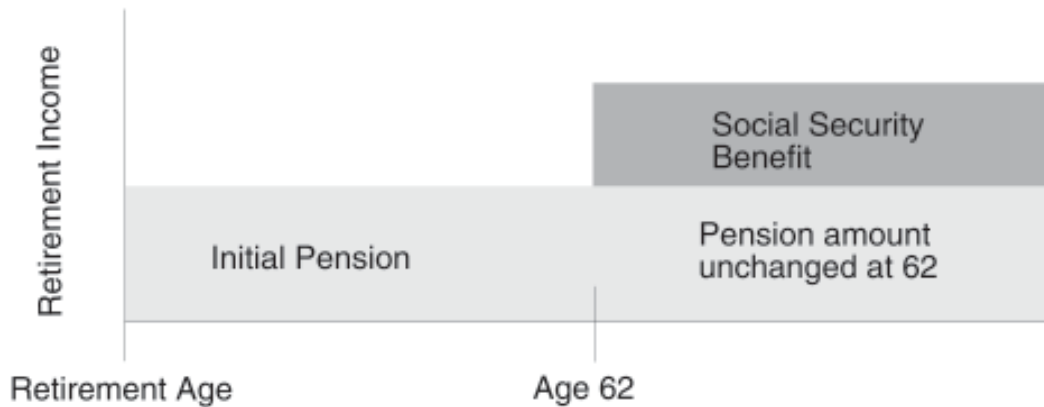 Retirement Income
Social Security
Benefit
Initial Pension
Pension amount
unchanged at 62
Retirement Age
Age 62